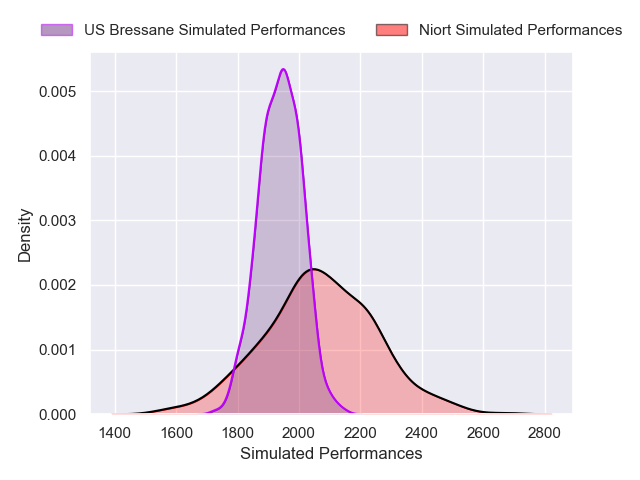 US Bressane Simulated Performances Niort Simulated Performances
0.005
0.004
0.003
0.002
0.001
0.000
Density
1400 1600 1800 2000 2200 2400 2600 2800
Simulated Performances